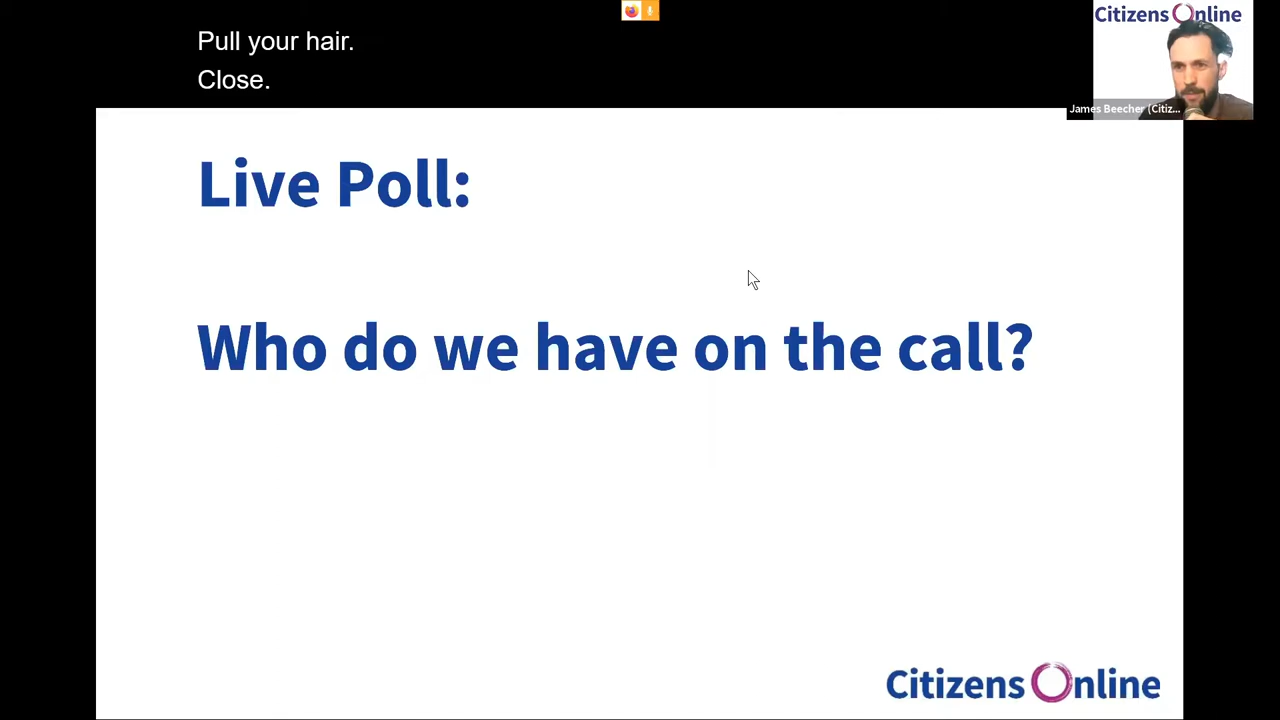 Pull your hair.
Close.
Citizens Online
James Beecher (Citiz...
Live Poll:
Who do we have on the call?
Citizens Online